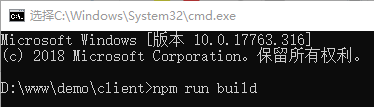 选择C:\Windows\System32\cmd.exe
Microsoft Windows [版本 10.0.17763.316]
(c) 2018 Microsoft Corporation。保留所有权利。
D:\www\demo\client>npm run build